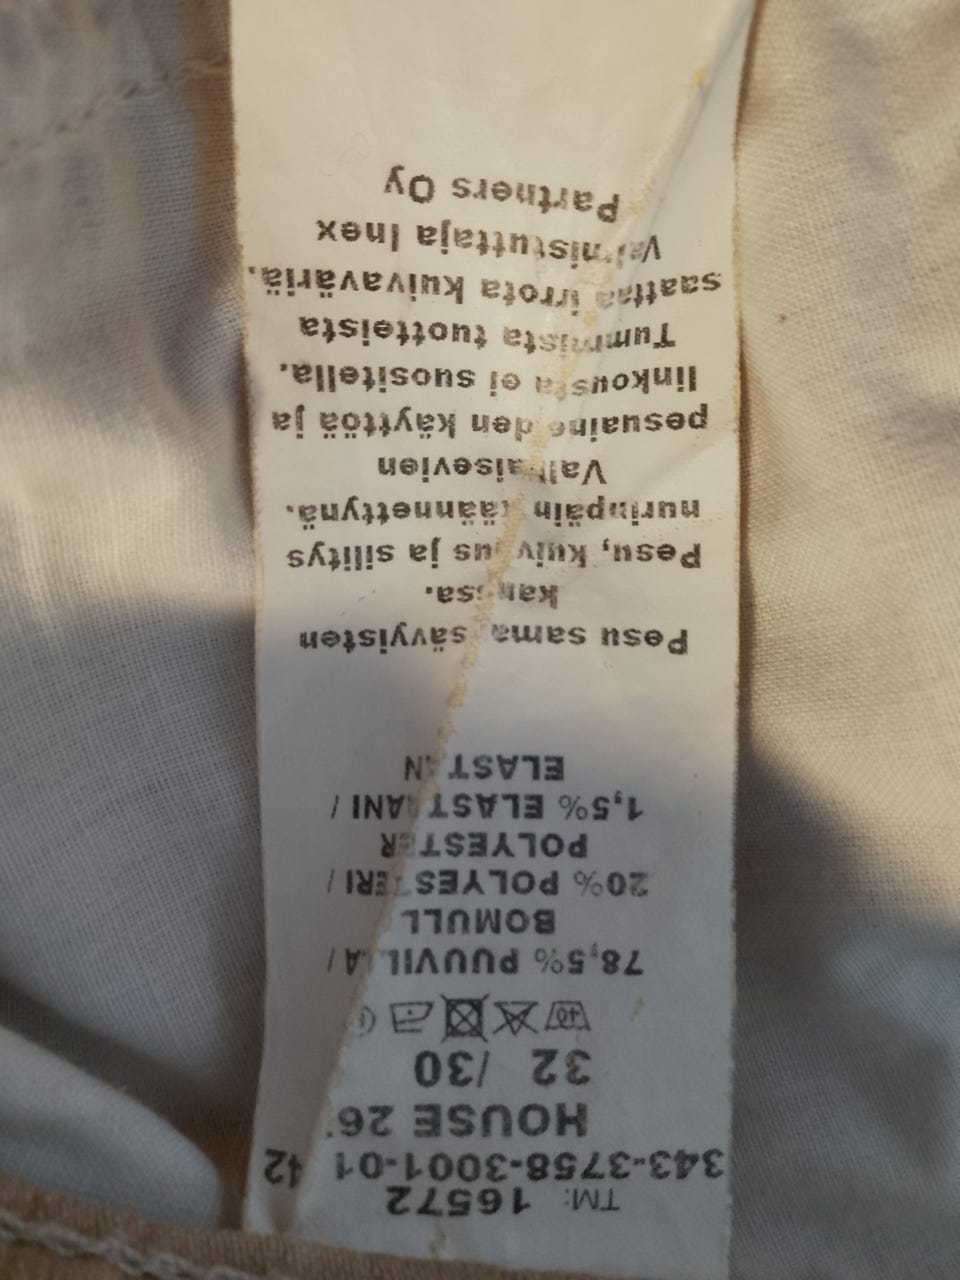 TM: 16572
343-3758-3001-01 42
HOUSE 26
32 /30
78,5% PUUVILLA /
BOMULL
20% POLYESTERI /
POLYESTER
1,5% ELASTAANI /
ELASTAN
Pesu samansävyisten
kanssa.
Pesu, kuivaus ja silitys
nurinpäin käännettynä.
Valkaisevien
pesuaineiden käyttöä ja
linkousta ei suositella.
Tummista tuotteista
saattaa irrota kuivaväriä.
Valmistuttaja Inex
Partners Oy